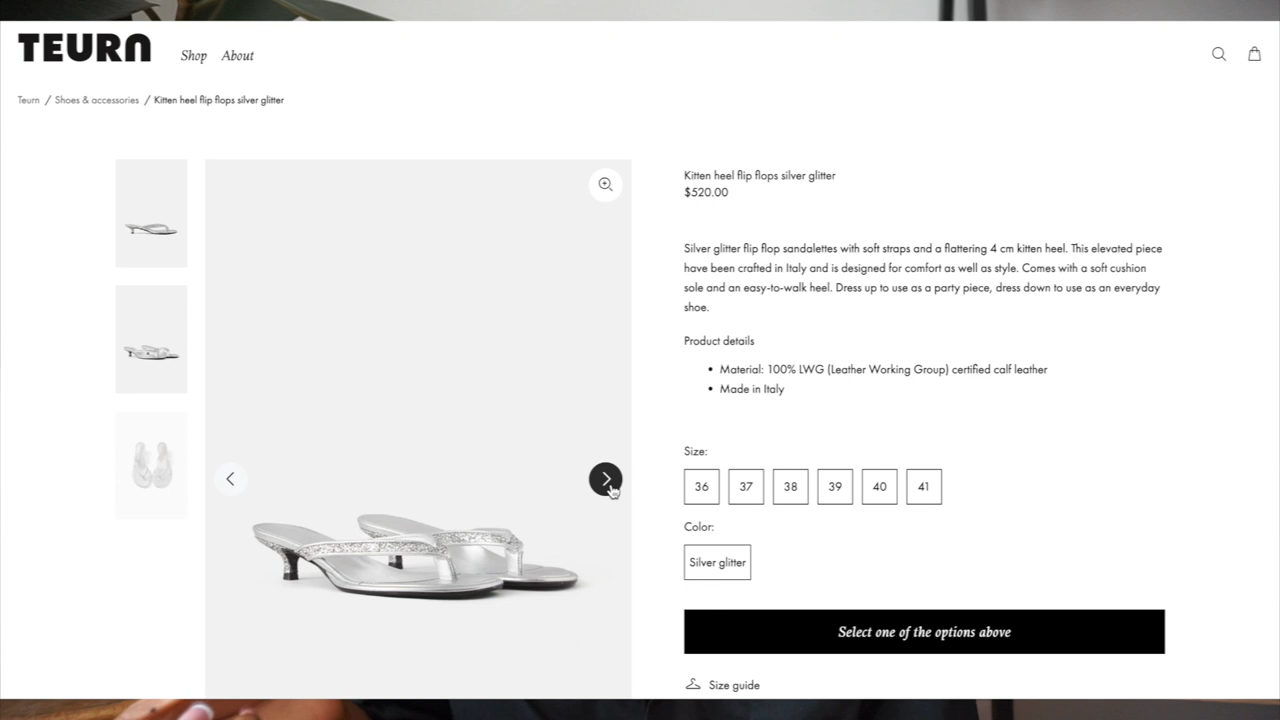 TEURN
Shop About
Teurn / Shoes & accessories / Kitten heel flip flops silver glitter
Kitten heel flip flops silver glitter
$520.00
Silver glitter flip flop sandalettes with soft straps and a flattering 4 cm kitten heel. This elevated piece
have been crafted in Italy and is designed for comfort as well as style. Comes with a soft cushion
sole and an easy-to-walk heel. Dress up to use as a party piece, dress down to use as an everyday
shoe.
Product details
• Material: 100% LWG (Leather Working Group) certified calf leather
• Made in Italy
Size:
36 37 38 39 40 41
Color:
Silver glitter
Select one of the options above
Size guide